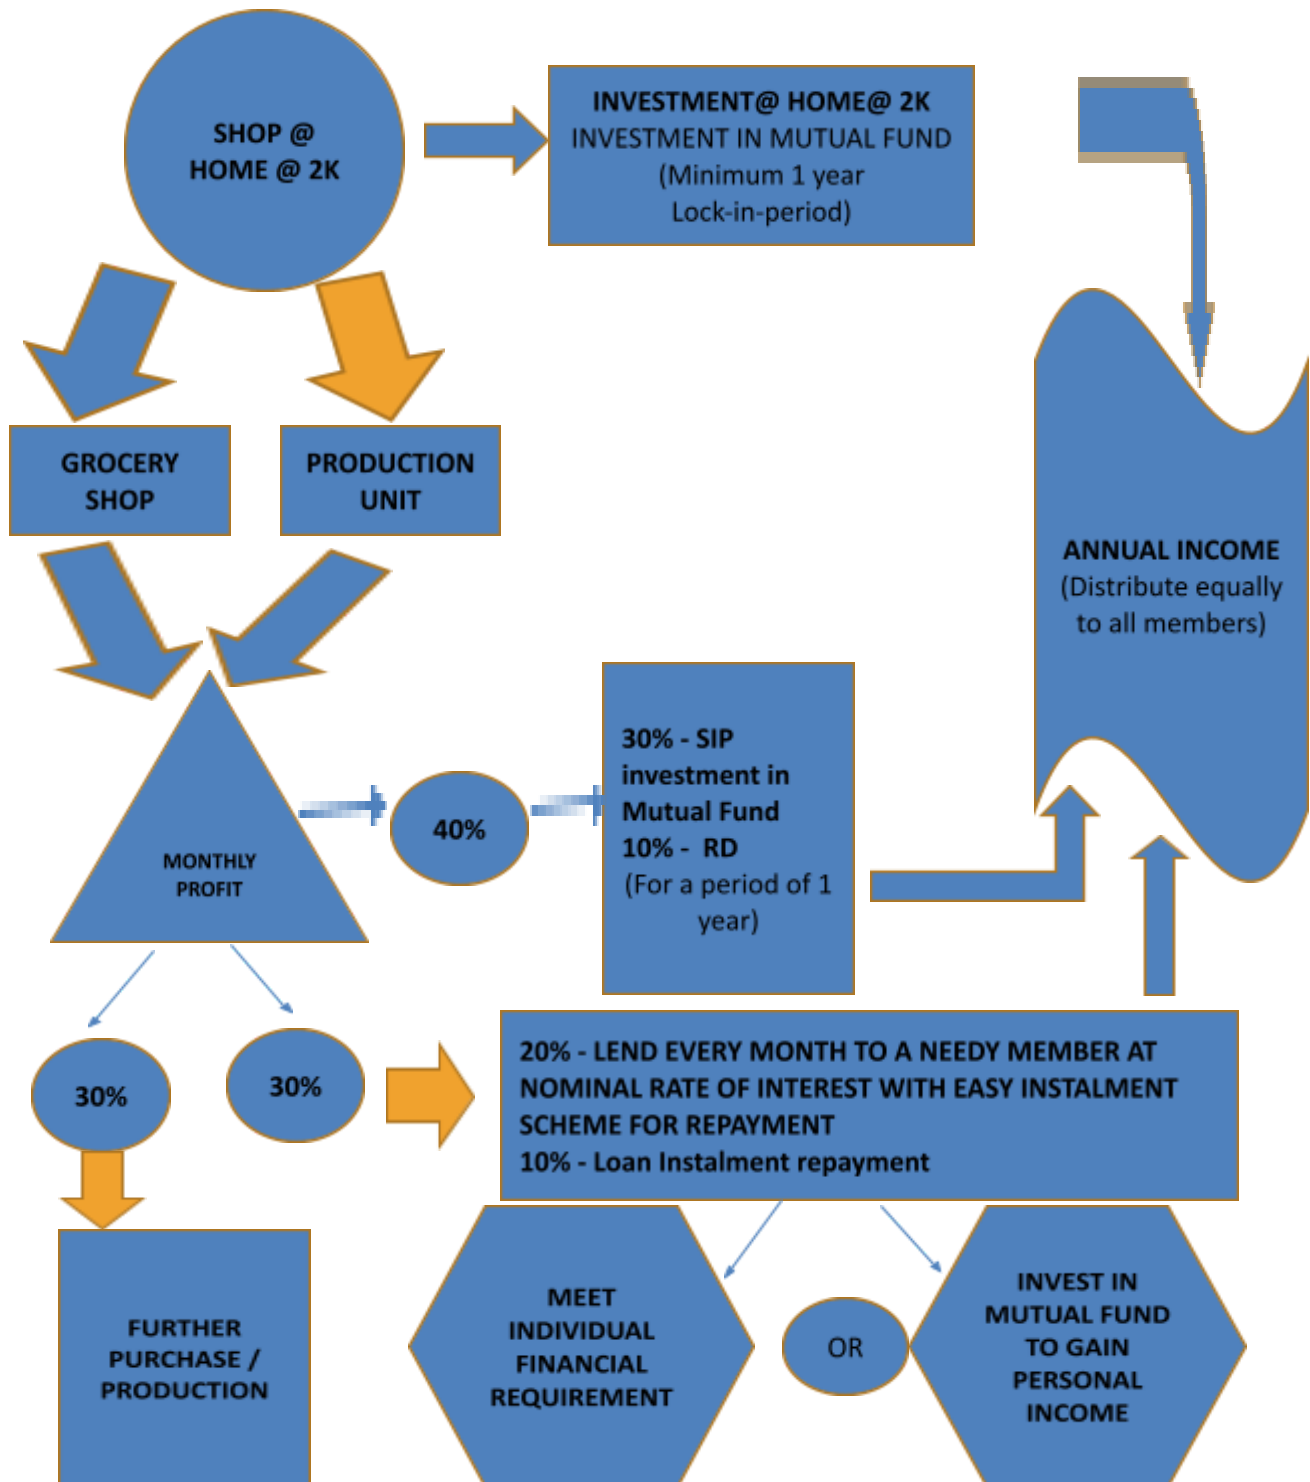 SHOP @
HOME @ 2K
INVESTMENT@ HOME@ 2K
INVESTMENT IN MUTUAL FUND
(Minimum 1 year
Lock-in-period)
GROCERY
SHOP
PRODUCTION
UNIT
ANNUAL INCOME
(Distribute equally
to all members)
MONTHLY
PROFIT
40%
30% - SIP
investment in
Mutual Fund
10% - RD
(For a period of 1
year)
30%
30%
20% - LEND EVERY MONTH TO A NEEDY MEMBER AT
NOMINAL RATE OF INTEREST WITH EASY INSTALMENT
SCHEME FOR REPAYMENT
10% - Loan Instalment repayment
FURTHER
PURCHASE /
PRODUCTION
MEET
INDIVIDUAL
FINANCIAL
REQUIREMENT
OR
INVEST IN
MUTUAL FUND
TO GAIN
PERSONAL
INCOME